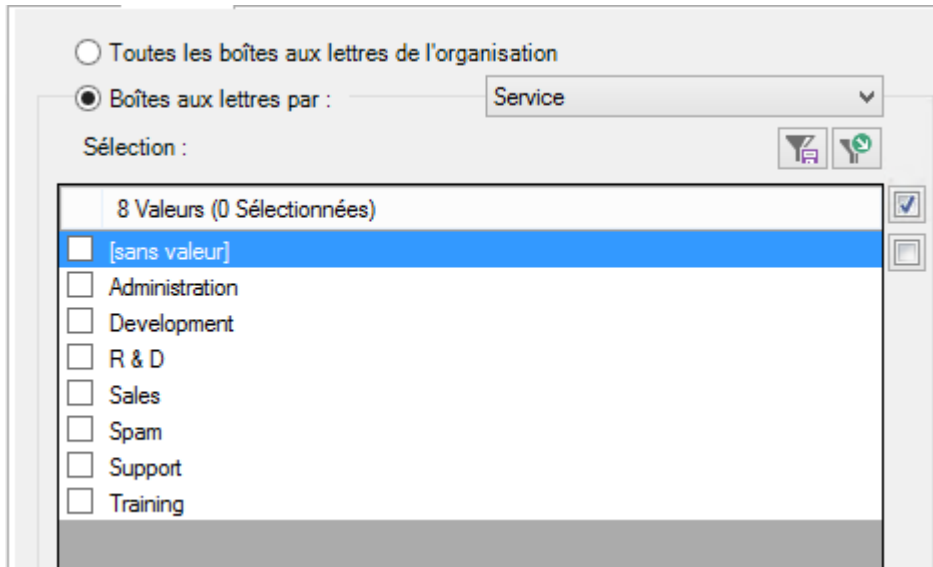 Toutes les boîtes aux lettres de l'organisation
Boîtes aux lettres par : Service
Sélection :
8 Valeurs (0 Sélectionnées)
[sans valeur]
Administration
Development
R & D
Sales
Spam
Support
Training